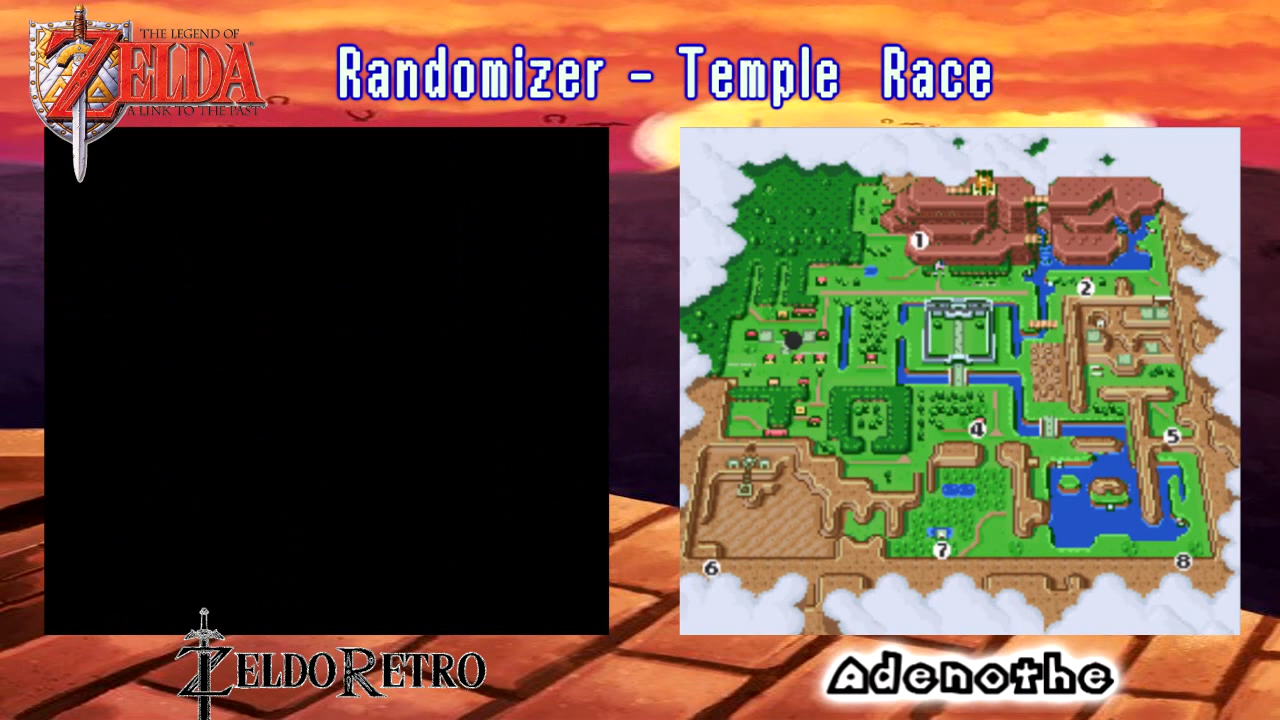 THE LEGEND OF
ZELDA
A LINK TO THE PAST
Randomizer - Temple Race
1
2
4
5
6
7
8
ZELDORETRO
Adenothe